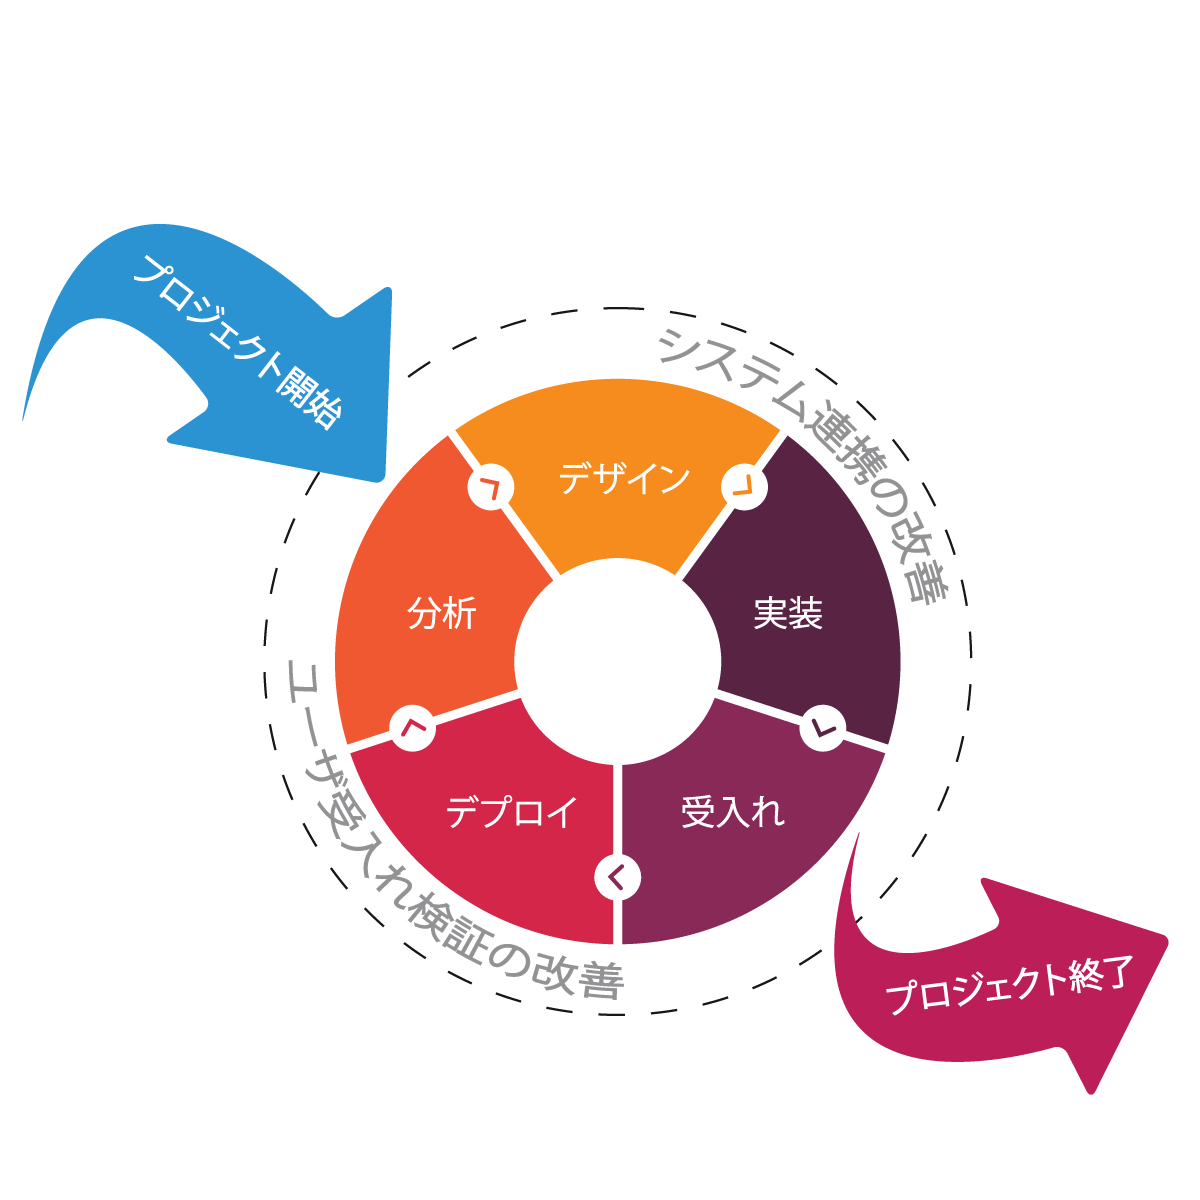 プロジェクト開始
システム連携の改善
デザイン
分析
実装
デプロイ
受入れ
ユーザ受入れ検証の改善
プロジェクト終了